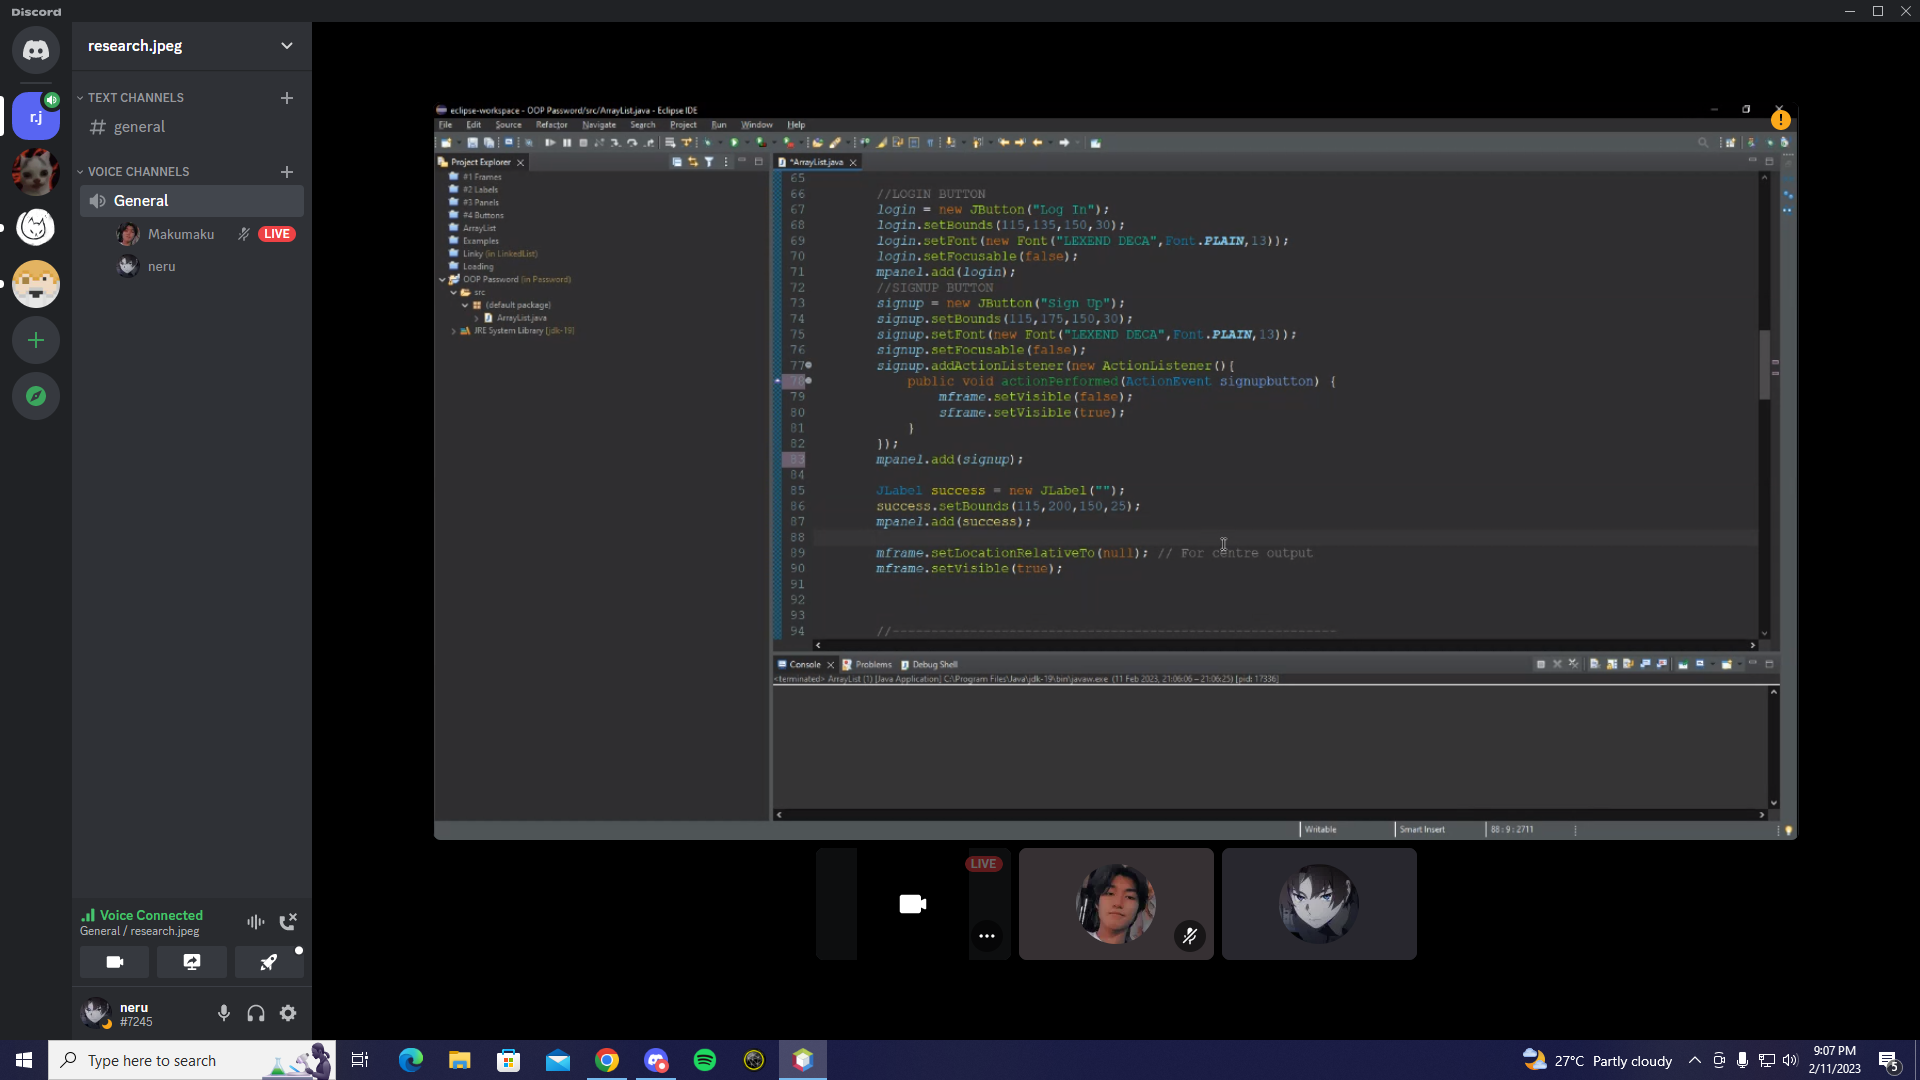 Discord
research.jpeg
TEXT CHANNELS
general
VOICE CHANNELS
General
Makumaku
LIVE
neru
r.j
eclipse-workspace - OOP Password/src/ArrayList.java - Eclipse IDE
File Edit Source Refactor Navigate Search Project Run Window Help
Project Explorer
#1 Frames
#2 Labels
#3 Panels
#4 Buttons
ArrayList
Examples
Linky (in LinkedList)
Loading
OOP Password (in Password)
src
(default package)
ArrayList.java
JRE System Library [jdk-19]
*ArrayList.java
65
66 //LOGIN BUTTON
67 login = new JButton("Log In");
68 login.setBounds(115,135,150,30);
69 login.setFont(new Font("LEXEND DECA",Font.PLAIN,13));
70 login.setFocusable(false);
71 mpanel.add(login);
72 //SIGNUP BUTTON
73 signup = new JButton("Sign Up");
74 signup.setBounds(115,175,150,30);
75 signup.setFont(new Font("LEXEND DECA",Font.PLAIN,13));
76 signup.setFocusable(false);
77 signup.addActionListener(new ActionListener(){
78 public void actionPerformed(ActionEvent signupbutton) {
79 mframe.setVisible(false);
80 sframe.setVisible(true);
81 }
82 });
83 mpanel.add(signup);
84
85 JLabel success = new JLabel("");
86 success.setBounds(115,200,150,25);
87 mpanel.add(success);
88
89 mframe.setLocationRelativeTo(null); // For centre output
90 mframe.setVisible(true);
91
92
93
94 //---------------------------------------------------------
Console Problems Debug Shell
<terminated> ArrayList (1) [Java Application] C:\Program Files\Java\jdk-19\bin\javaw.exe (11 Feb 2023, 21:06:06 – 21:06:25) [pid: 17336]
Writable Smart Insert 88 : 9 : 2711
LIVE
Voice Connected
General / research.jpeg
neru
#7245
Type here to search
27°C Partly cloudy
9:07 PM
2/11/2023
5